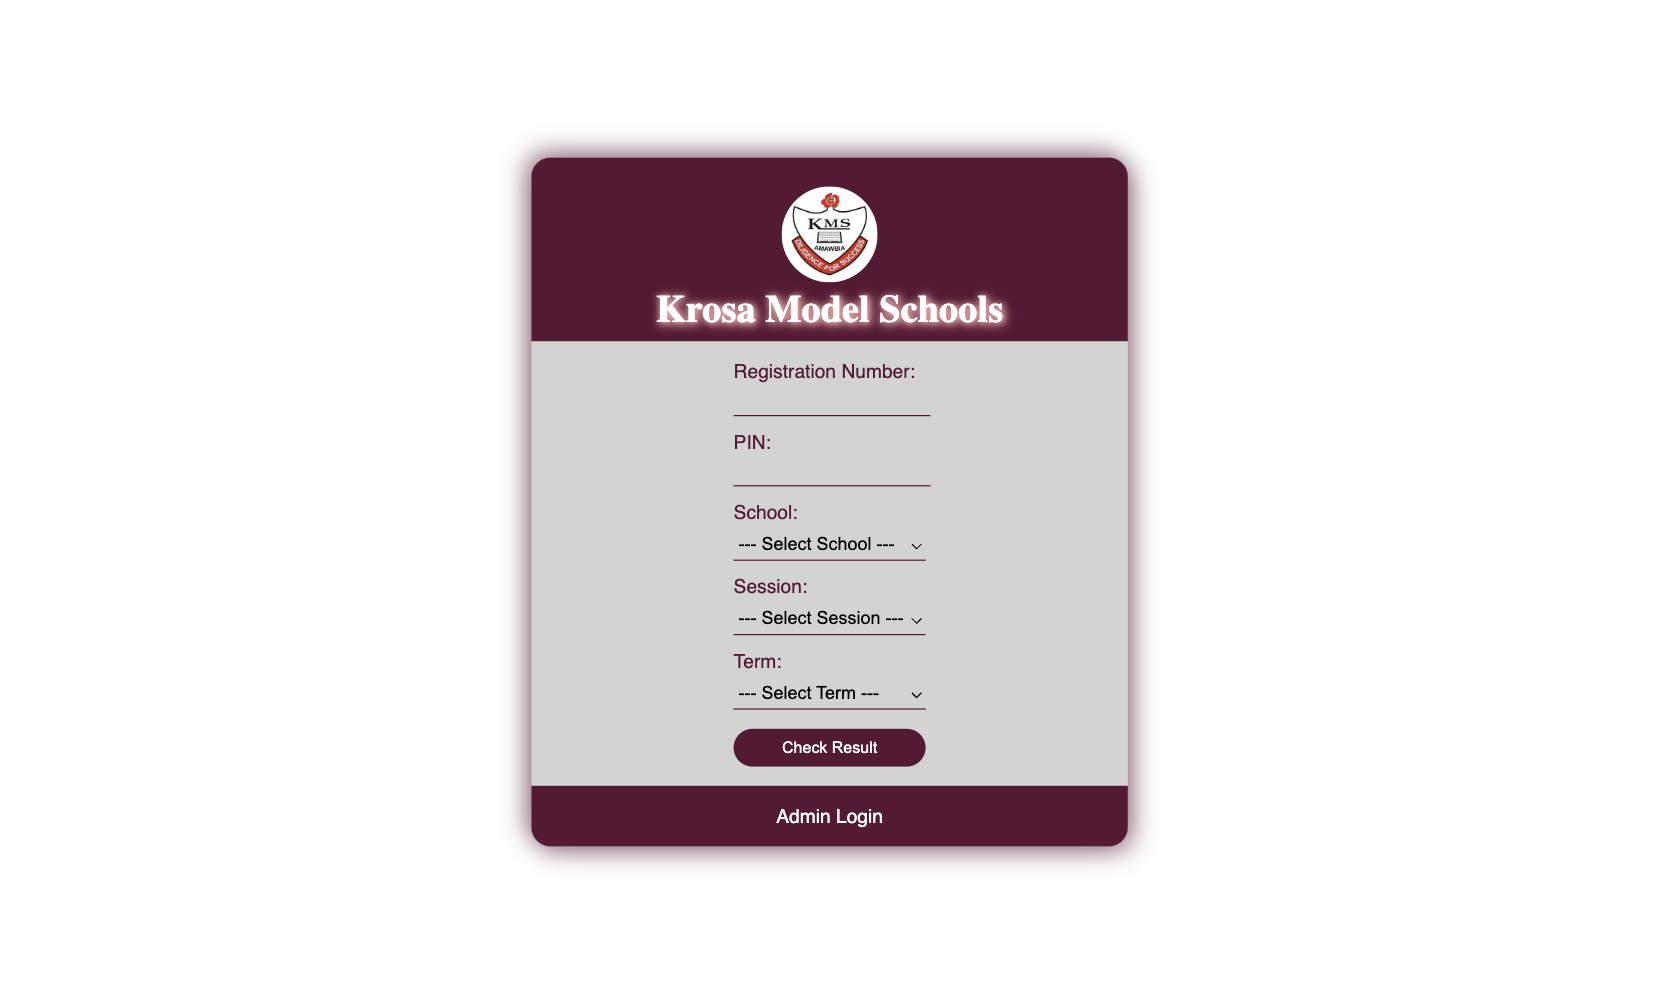 KMS
AMAWBIA
DILIGENCE FOR SUCCESS
Krosa Model Schools
Registration Number:
PIN:
School:
--- Select School ---
Session:
--- Select Session ---
Term:
--- Select Term ---
Check Result
Admin Login